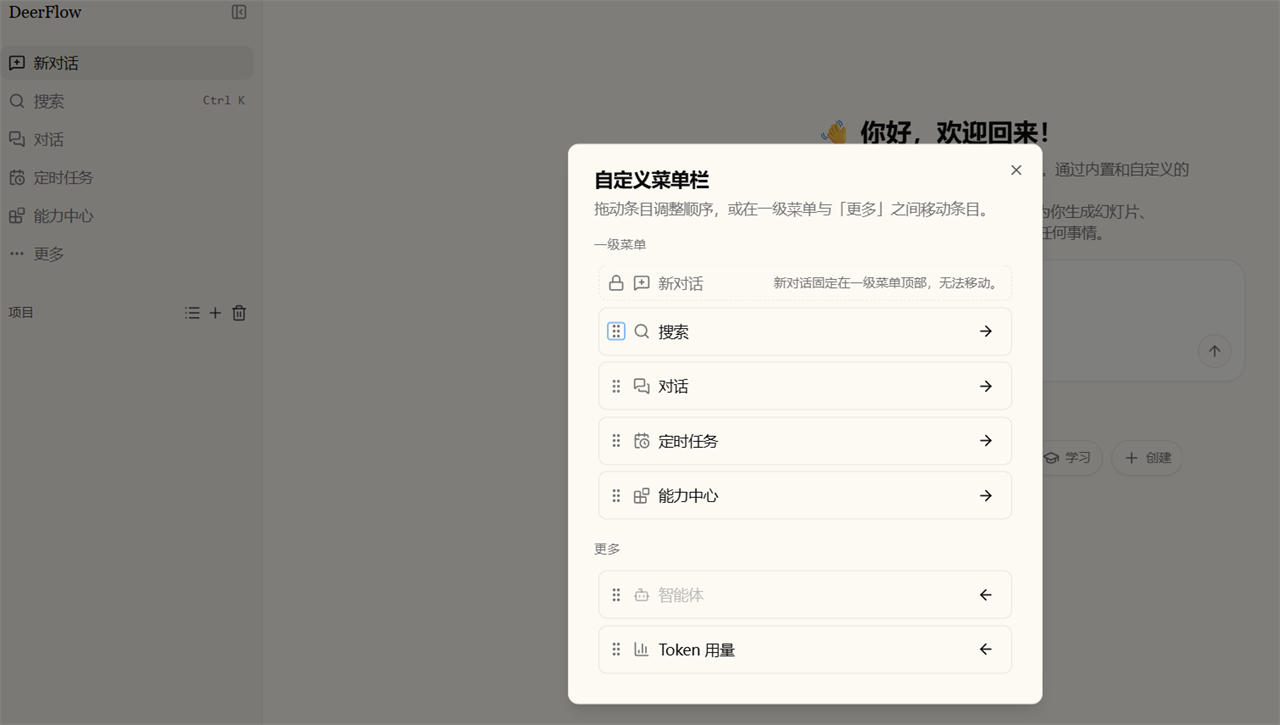 DeerFlow
新对话
搜索 Ctrl K
对话
定时任务
能力中心
更多
项目
👋 你好，欢迎回来！
。通过内置和自定义的
为你生成幻灯片、
任何事情。
学习
创建
自定义菜单栏
拖动条目调整顺序，或在一级菜单与「更多」之间移动条目。
一级菜单
新对话 新对话固定在一级菜单顶部，无法移动。
搜索
对话
定时任务
能力中心
更多
智能体
Token 用量